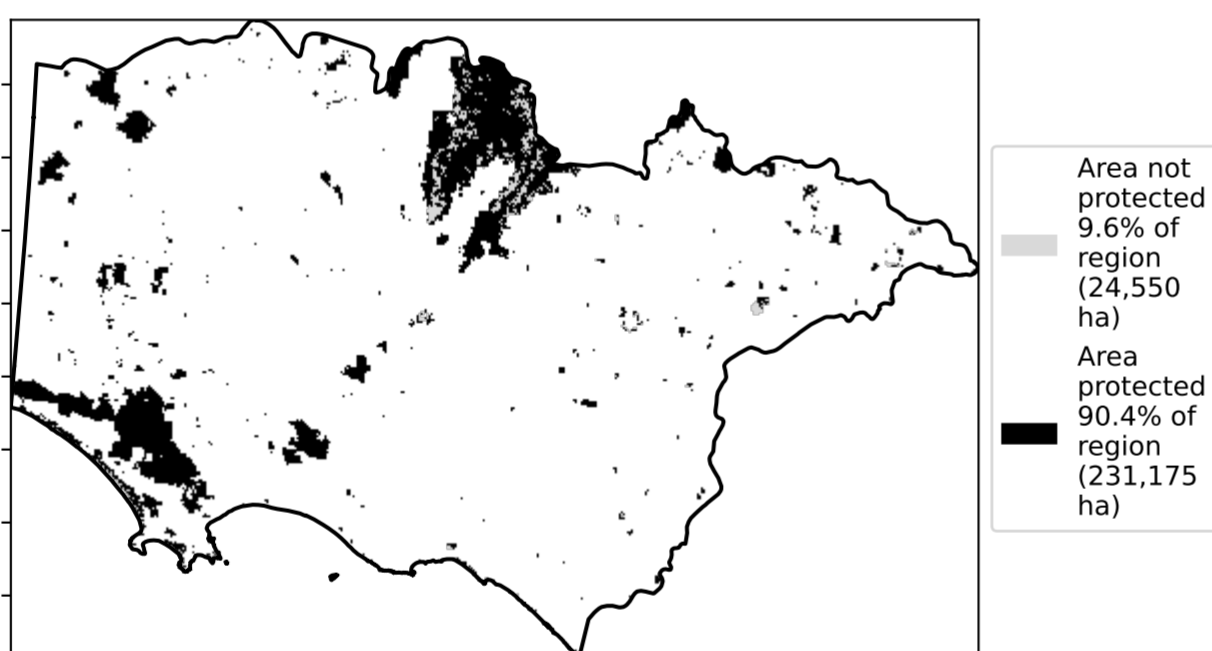 Area not
protected
9.6% of
region
(24,550
ha)
Area
protected
90.4% of
region
(231,175
ha)